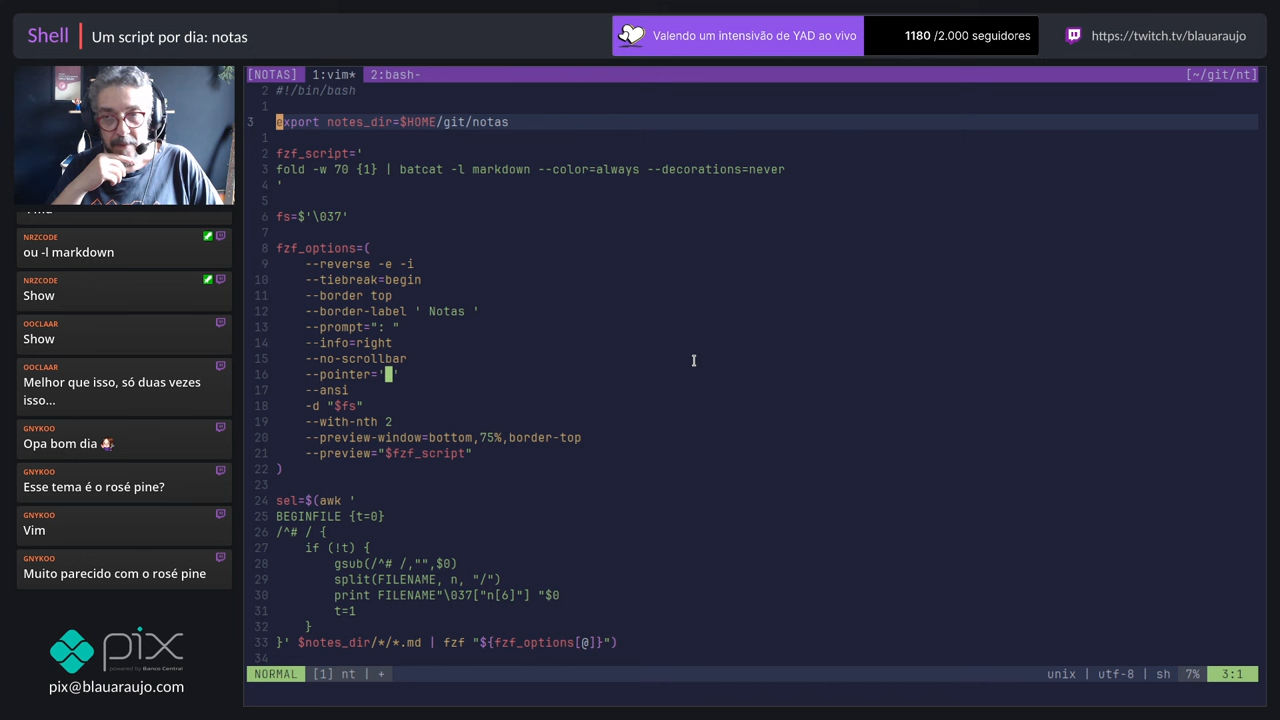 Shell
Um script por dia: notas
Valendo um intensivão de YAD ao vivo
1180 /2.000 seguidores
https://twitch.tv/blauaraujo
[NOTAS] 1:vim* 2:bash- [~/git/nt]
NRZCODE
ou -l markdown
NRZCODE
Show
OOCLAAR
Show
OOCLAAR
Melhor que isso, só duas vezes
isso...
GNYKOO
Opa bom dia
GNYKOO
Esse tema é o rosé pine?
GNYKOO
Vim
GNYKOO
Muito parecido com o rosé pine
pix
powered by Banco Central
pix@blauaraujo.com
2 #!/bin/bash
1
3 export notes_dir=$HOME/git/notas
1
2 fzf_script='
3 fold -w 70 {1} | batcat -l markdown --color=always --decorations=never
4 '
5
6 fs=$'\037'
7
8 fzf_options=(
9 --reverse -e -i
10 --tiebreak=begin
11 --border top
12 --border-label ' Notas '
13 --prompt=": "
14 --info=right
15 --no-scrollbar
16 --pointer=' '
17 --ansi
18 -d "$fs"
19 --with-nth 2
20 --preview-window=bottom,75%,border-top
21 --preview="$fzf_script"
22 )
23
24 sel=$(awk '
25 BEGINFILE {t=0}
26 /^# / {
27 if (!t) {
28 gsub(/^# /,"",$0)
29 split(FILENAME, n, "/")
30 print FILENAME"\037["n[6]"] "$0
31 t=1
32 }
33 }' $notes_dir/*/*.md | fzf "${fzf_options[@]}")
34
NORMAL [1] nt | + unix | utf-8 | sh 7% 3:1